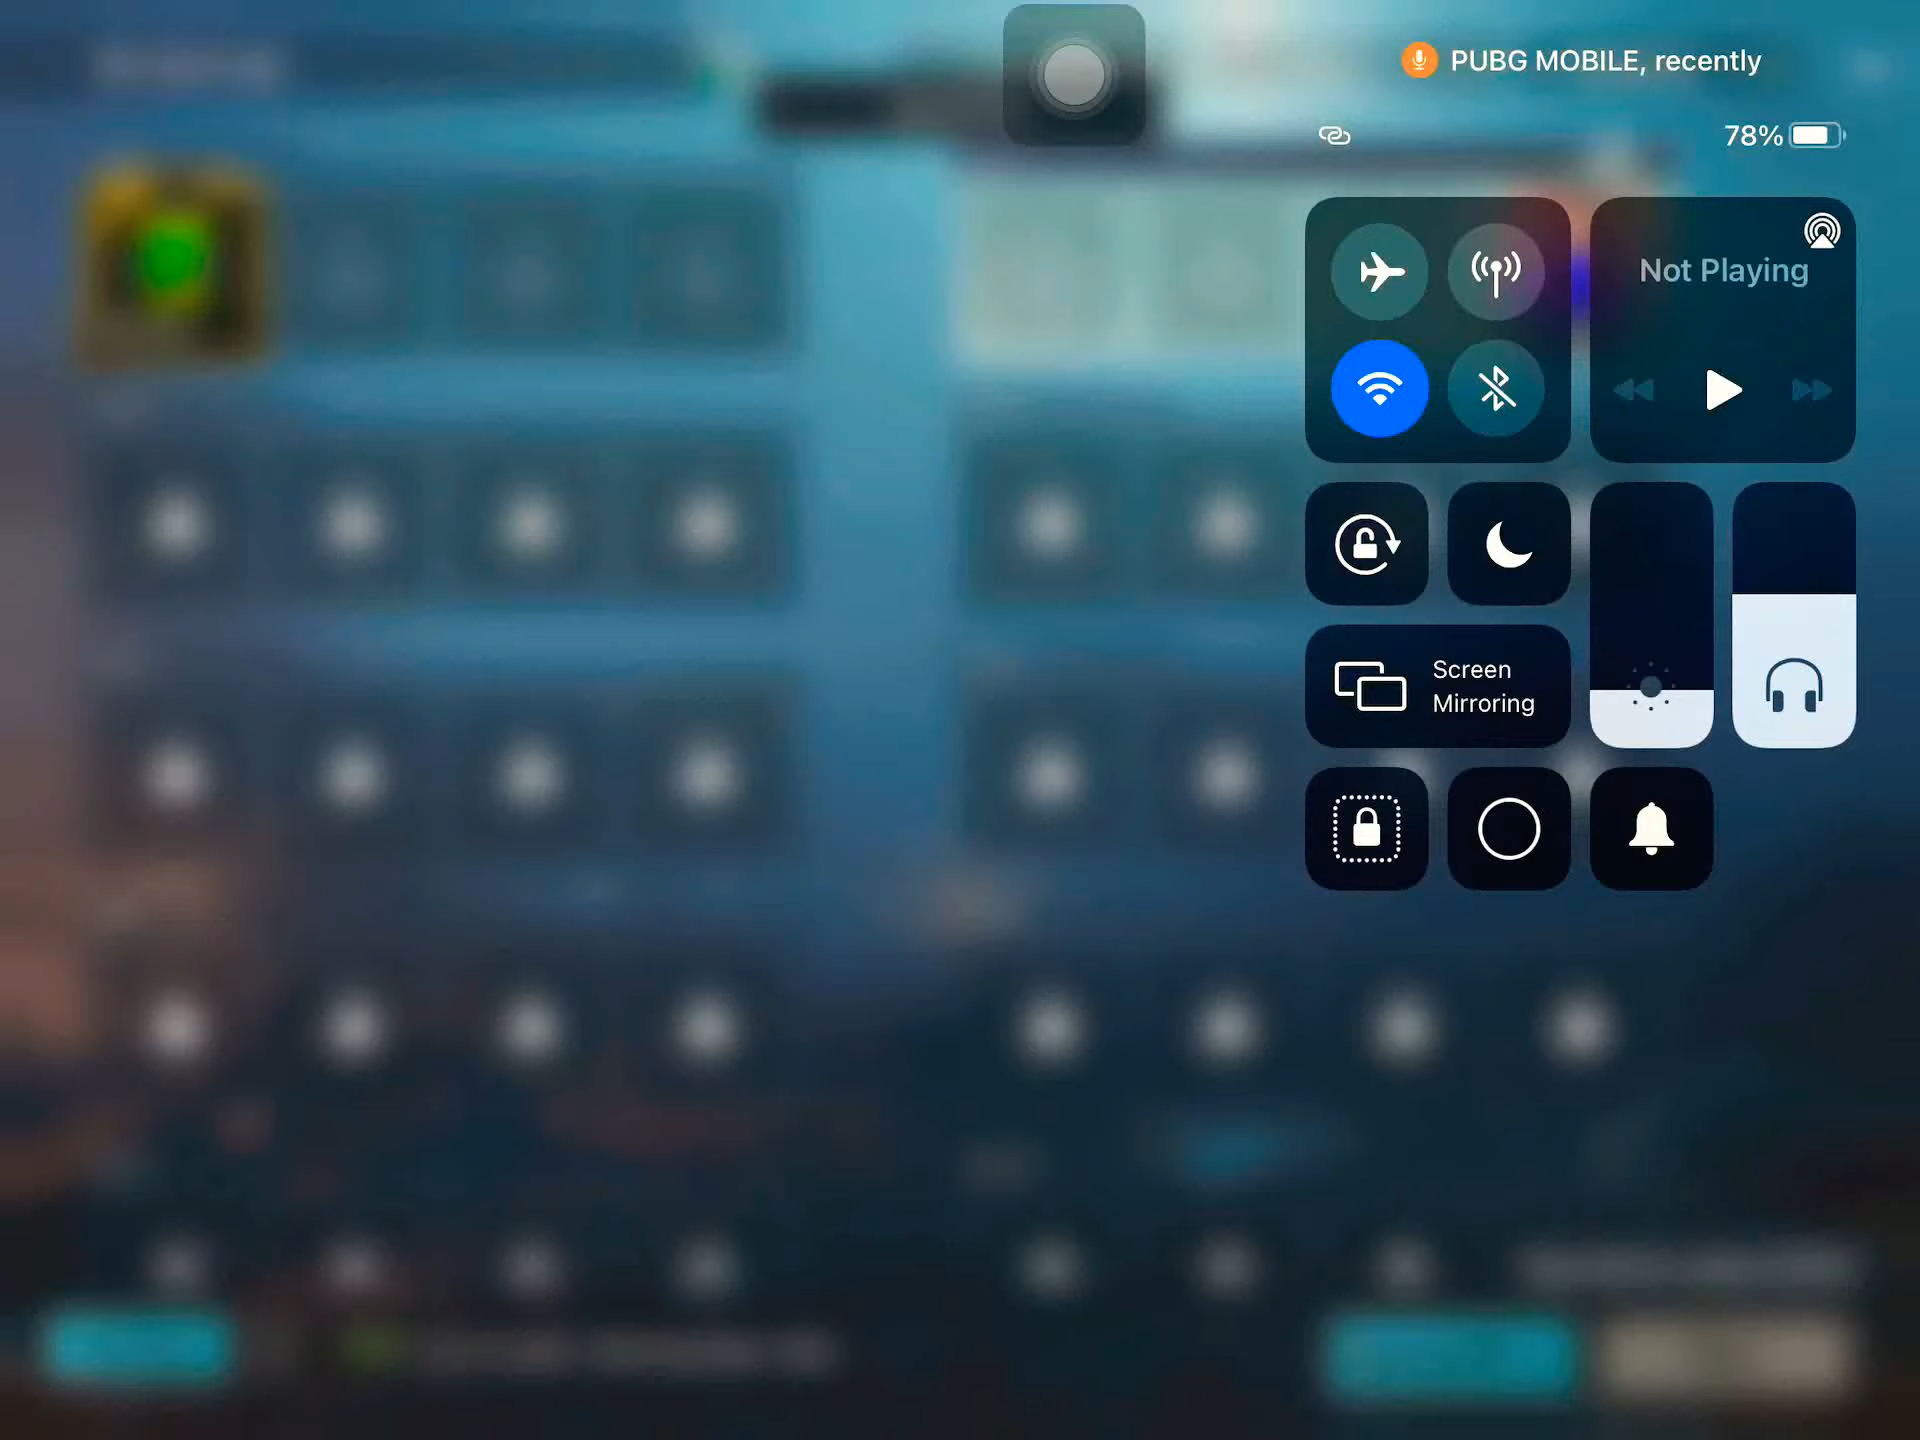 PUBG MOBILE, recently
78%
Not Playing
Screen
Mirroring